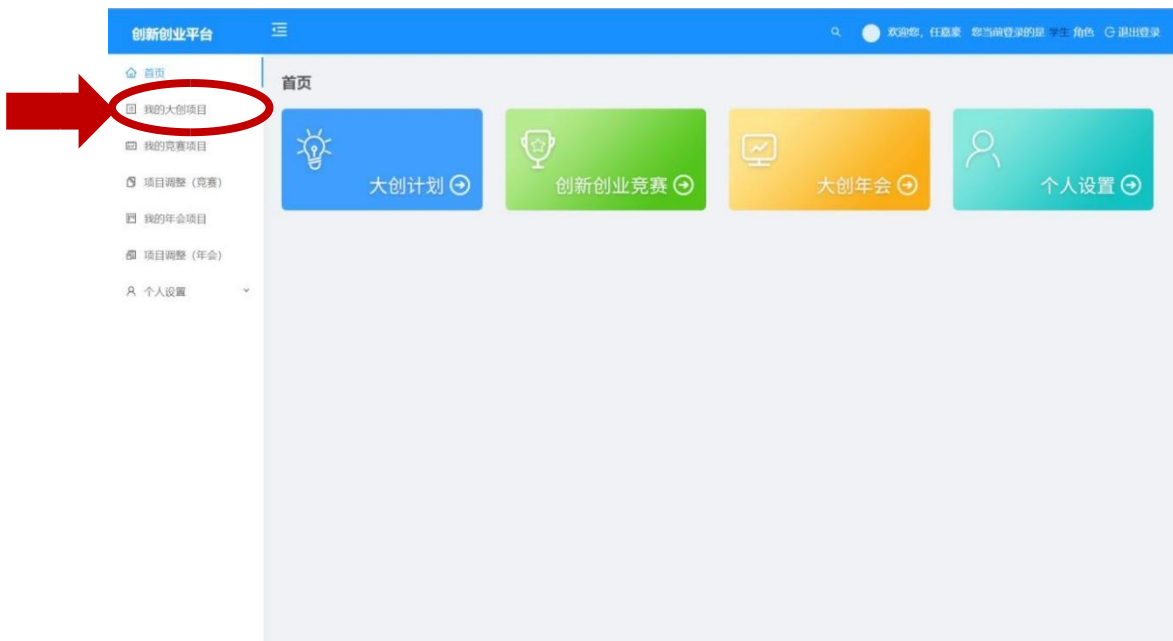 创新创业平台
欢迎您，任嘉豪 您当前登录的是 学生 角色 退出登录
首页
我的大创项目
我的竞赛项目
项目调整（竞赛）
我的年会项目
项目调整（年会）
个人设置
首页
大创计划
创新创业竞赛
大创年会
个人设置